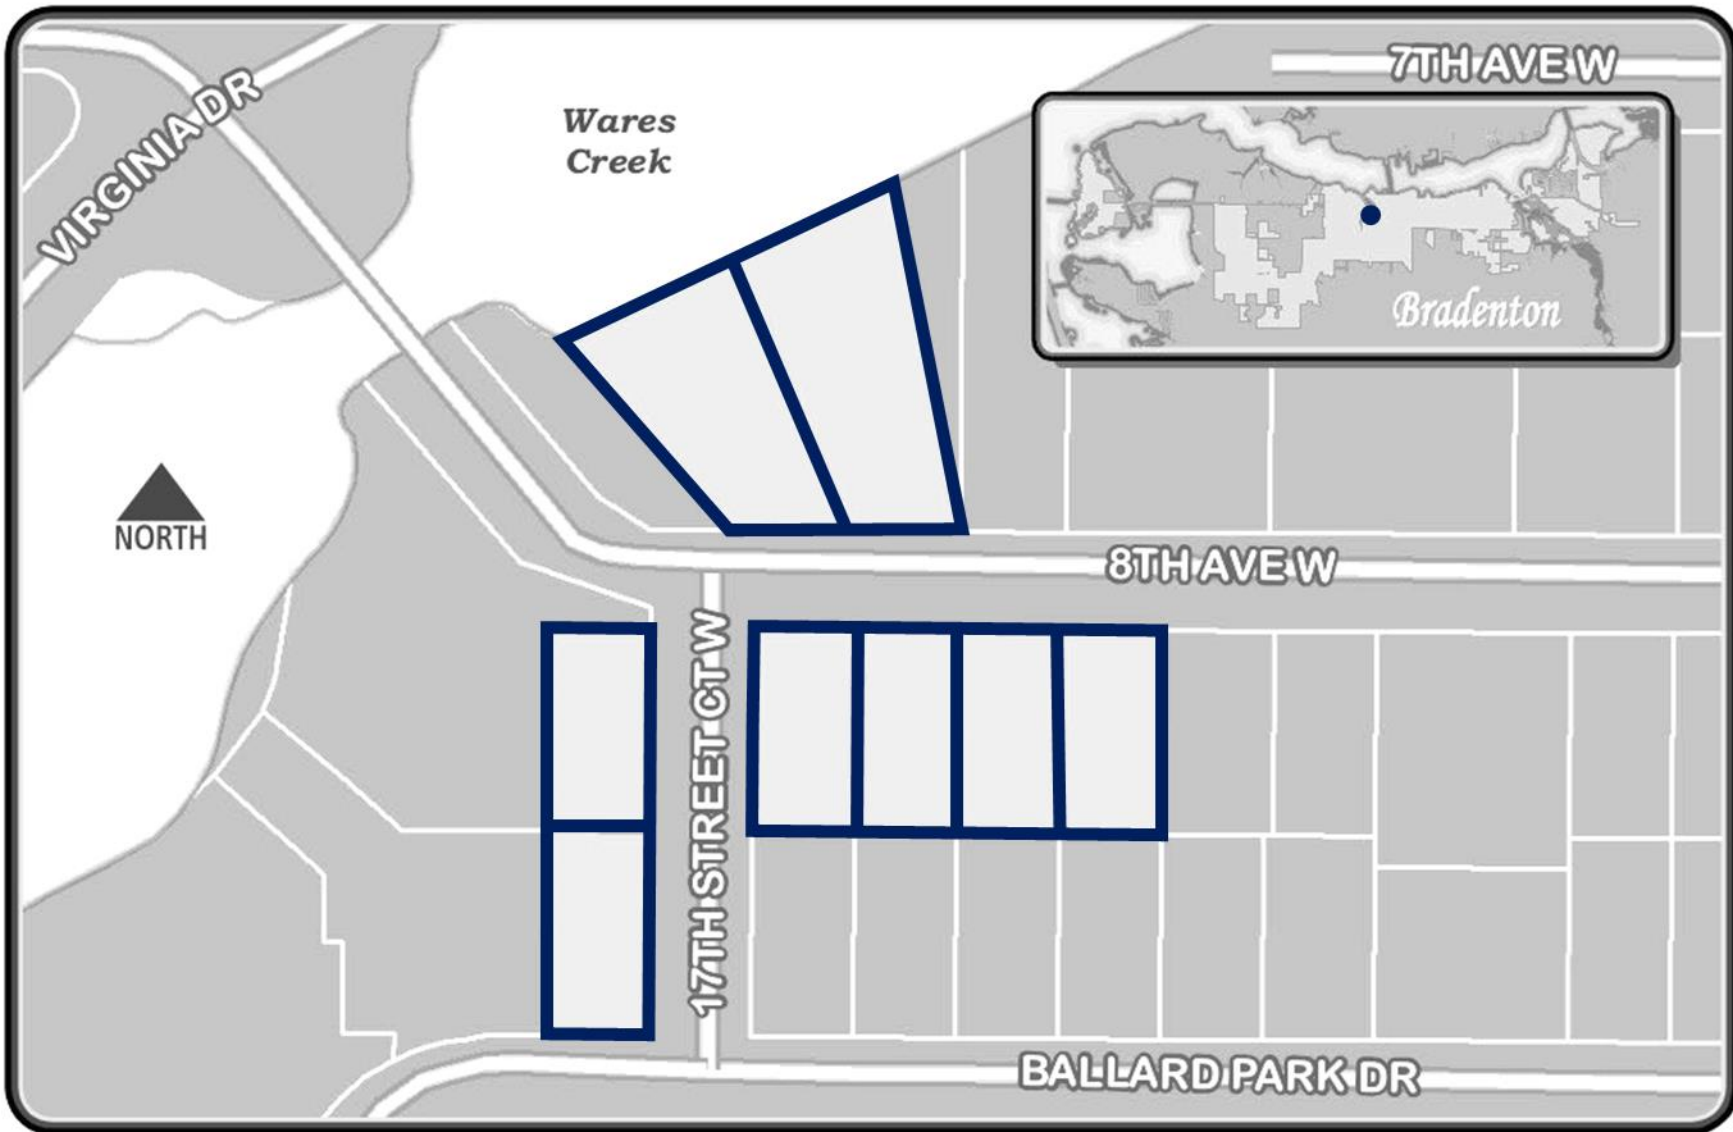 7TH AVE W
VIRGINIA DR
Wares
Creek
Bradenton
NORTH
8TH AVE W
17TH STREET CT W
BALLARD PARK DR